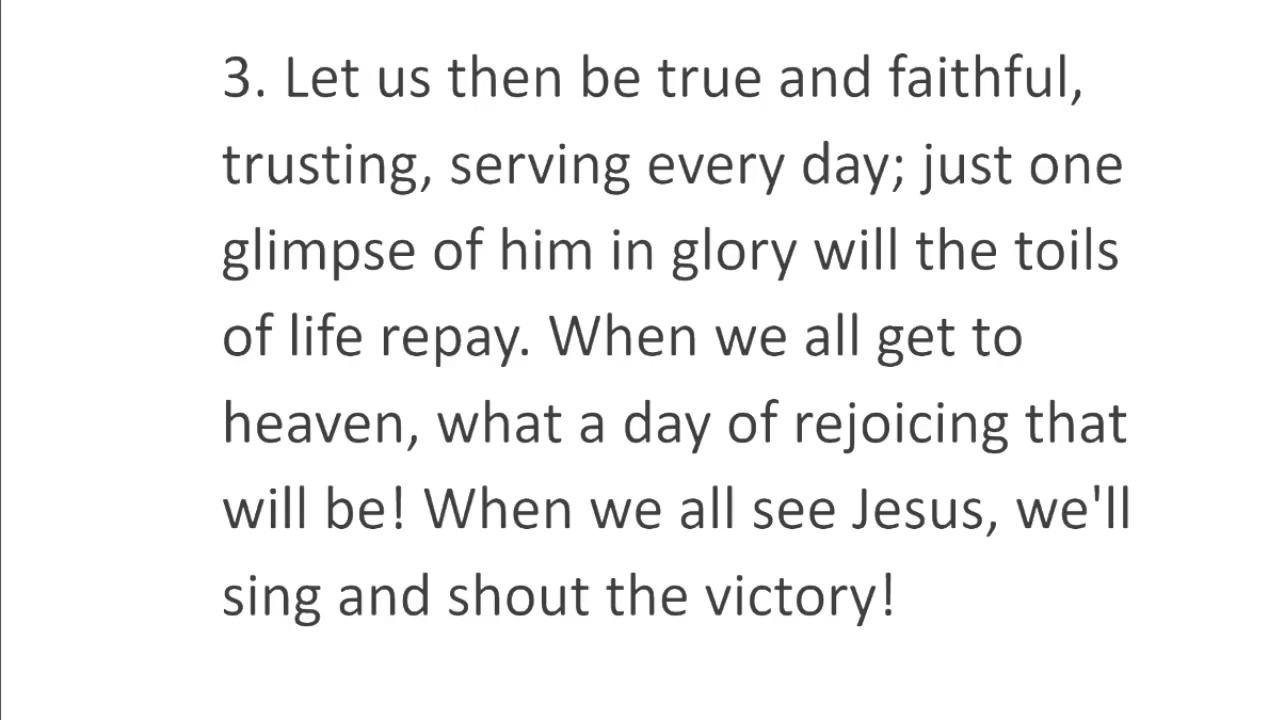 3. Let us then be true and faithful,
trusting, serving every day; just one
glimpse of him in glory will the toils
of life repay. When we all get to
heaven, what a day of rejoicing that
will be! When we all see Jesus, we'll
sing and shout the victory!